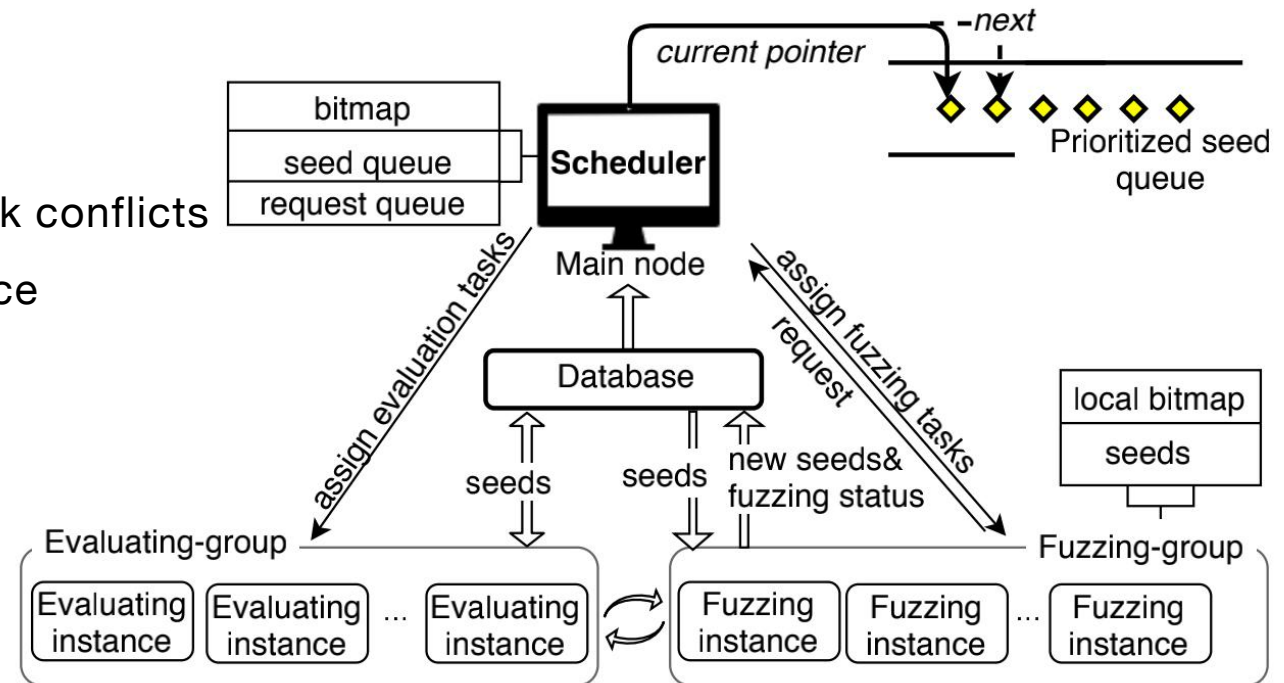 next
current pointer
Prioritized seed
queue
bitmap
seed queue
request queue
Scheduler
Main node
conflicts
assign evaluation tasks
assign fuzzing tasks
request
Database
seeds
seeds
new seeds&
fuzzing status
local bitmap
seeds
Evaluating-group
Fuzzing-group
Evaluating
instance
Evaluating
instance
...
Evaluating
instance
Fuzzing
instance
Fuzzing
instance
...
Fuzzing
instance